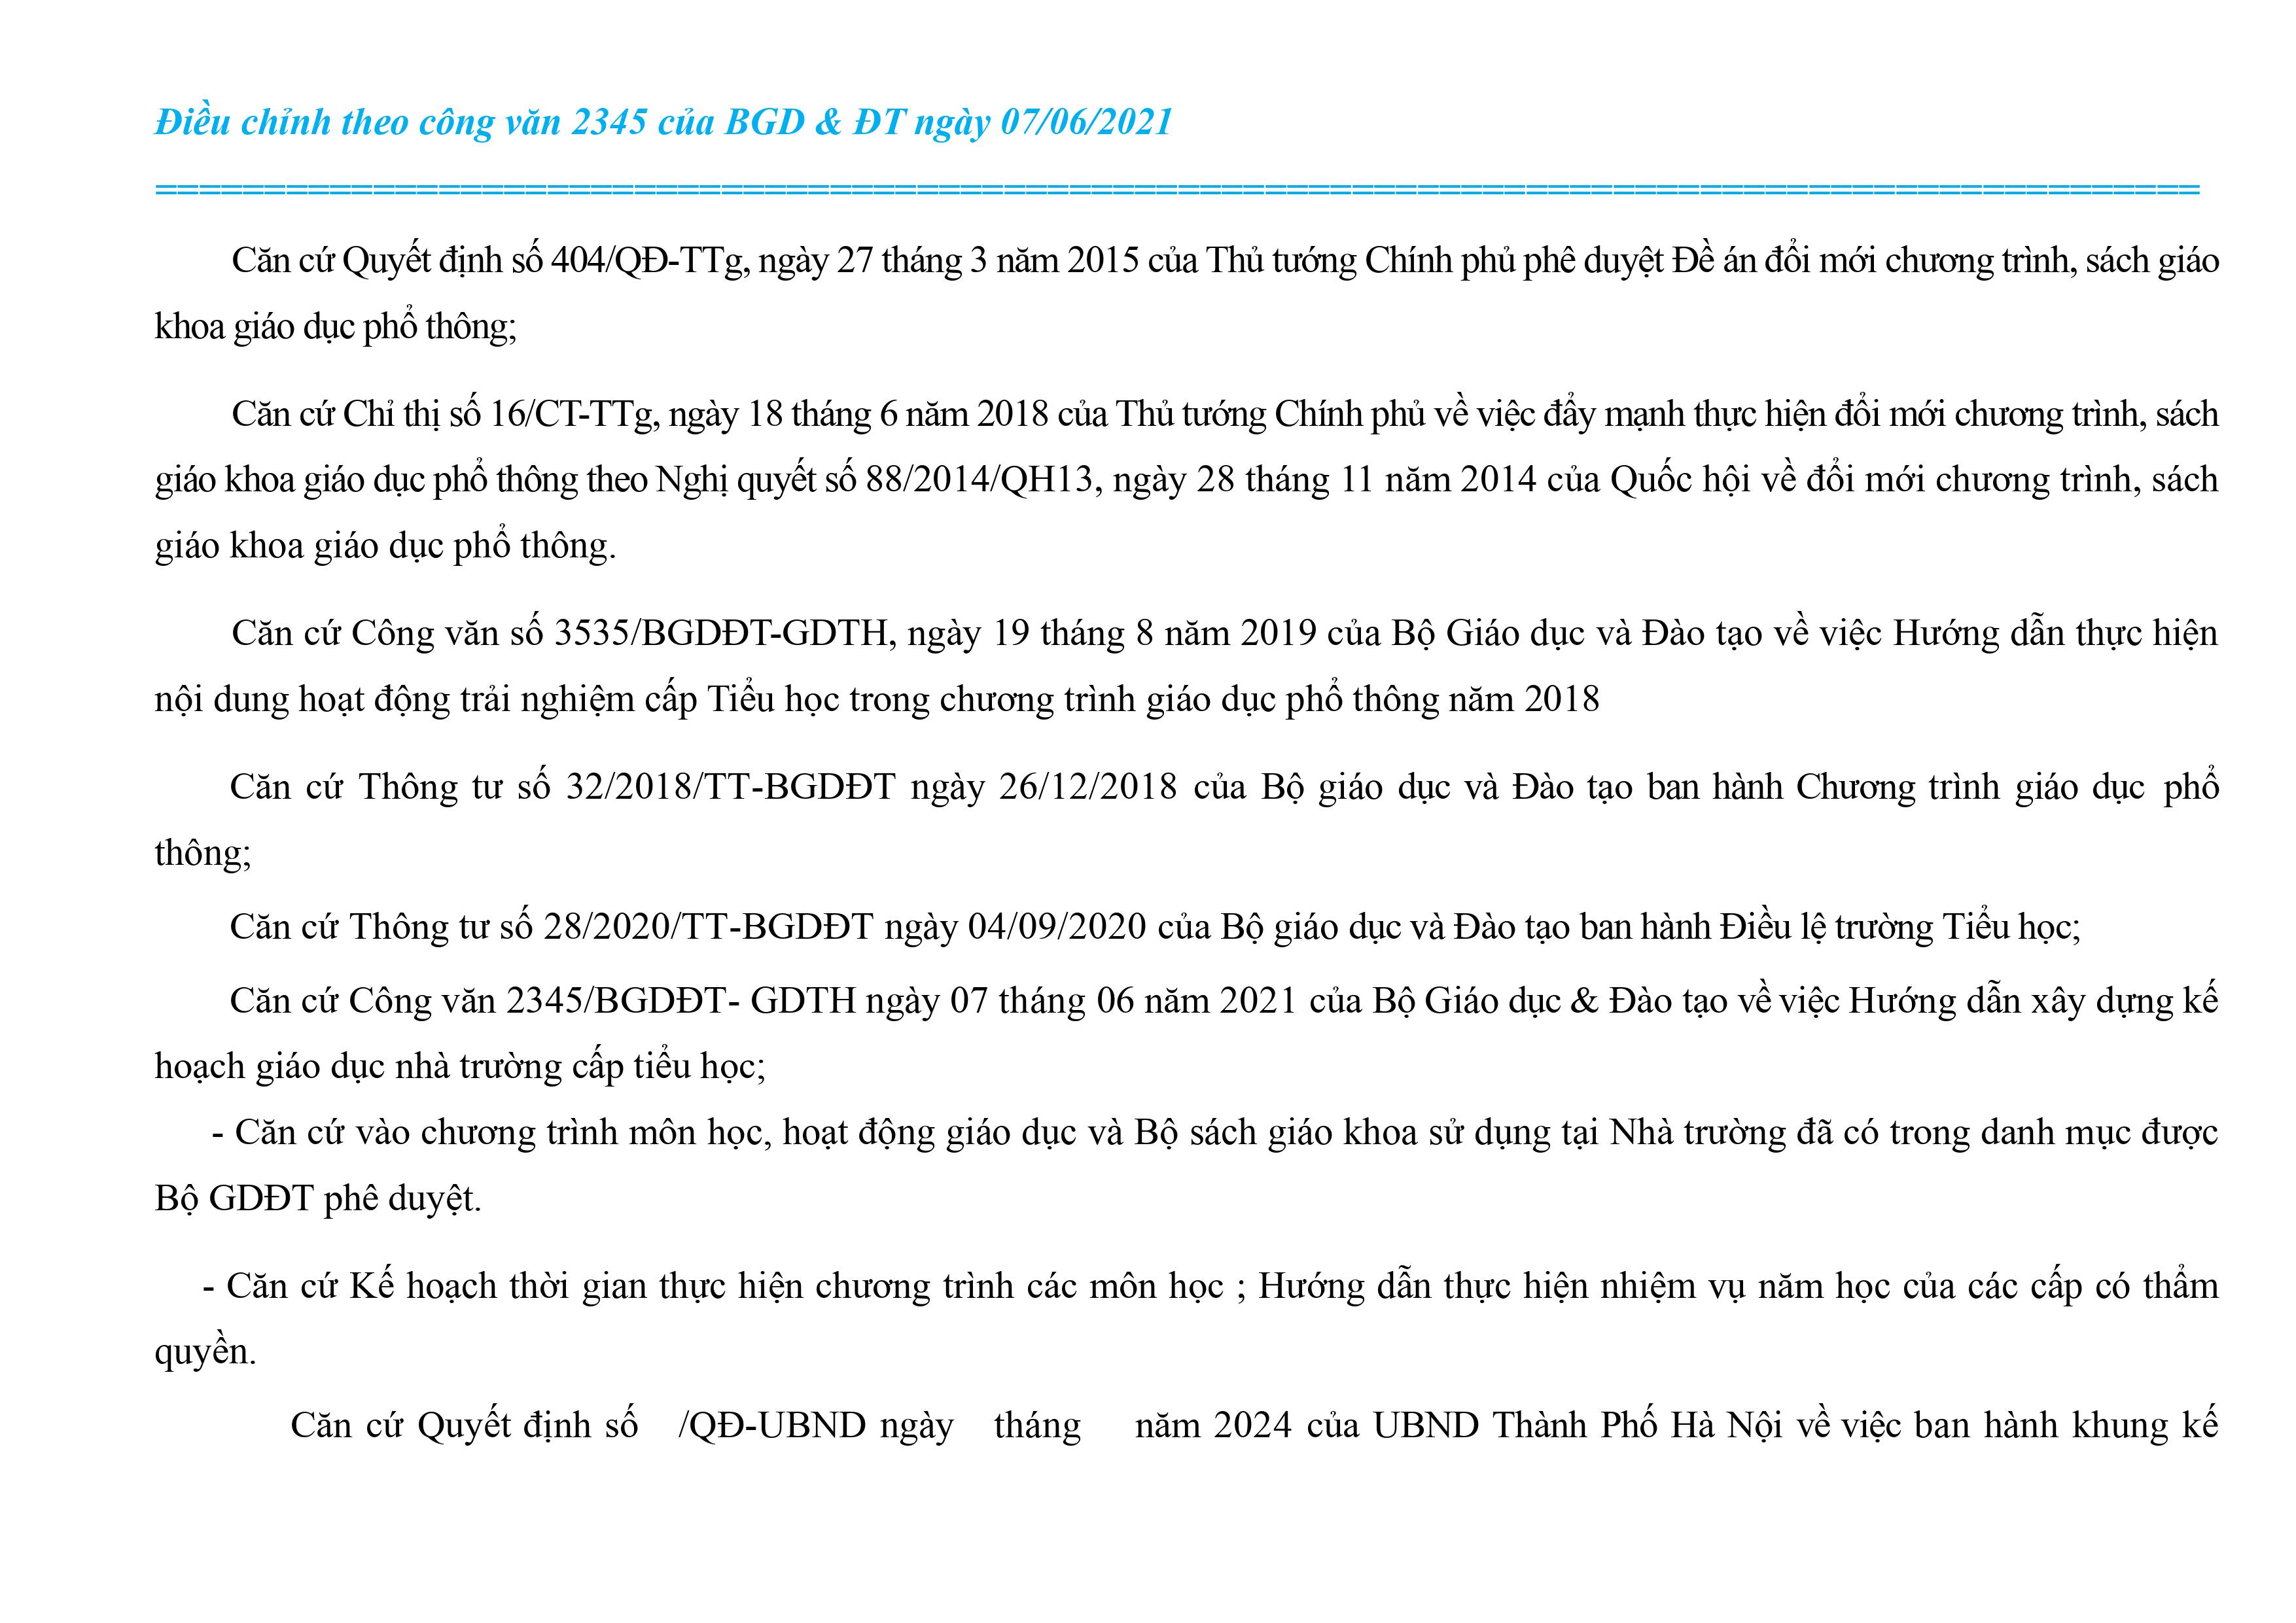 Điều chỉnh theo công văn 2345 của BGD & ĐT ngày 07/06/2021
==============================================================================================
Căn cứ Quyết định số 404/QĐ-TTg, ngày 27 tháng 3 năm 2015 của Thủ tướng Chính phủ phê duyệt Đề án đổi mới chương trình, sách giáo
khoa giáo dục phổ thông;
Căn cứ Chỉ thị số 16/CT-TTg, ngày 18 tháng 6 năm 2018 của Thủ tướng Chính phủ về việc đẩy mạnh thực hiện đổi mới chương trình, sách
giáo khoa giáo dục phổ thông theo Nghị quyết số 88/2014/QH13, ngày 28 tháng 11 năm 2014 của Quốc hội về đổi mới chương trình, sách
giáo khoa giáo dục phổ thông.
Căn cứ Công văn số 3535/BGDĐT-GDTH, ngày 19 tháng 8 năm 2019 của Bộ Giáo dục và Đào tạo về việc Hướng dẫn thực hiện
nội dung hoạt động trải nghiệm cấp Tiểu học trong chương trình giáo dục phổ thông năm 2018
Căn cứ Thông tư số 32/2018/TT-BGDĐT ngày 26/12/2018 của Bộ giáo dục và Đào tạo ban hành Chương trình giáo dục phổ
thông;
Căn cứ Thông tư số 28/2020/TT-BGDĐT ngày 04/09/2020 của Bộ giáo dục và Đào tạo ban hành Điều lệ trường Tiểu học;
Căn cứ Công văn 2345/BGDĐT- GDTH ngày 07 tháng 06 năm 2021 của Bộ Giáo dục & Đào tạo về việc Hướng dẫn xây dựng kế
hoạch giáo dục nhà trường cấp tiểu học;
- Căn cứ vào chương trình môn học, hoạt động giáo dục và Bộ sách giáo khoa sử dụng tại Nhà trường đã có trong danh mục được
Bộ GDĐT phê duyệt.
- Căn cứ Kế hoạch thời gian thực hiện chương trình các môn học ; Hướng dẫn thực hiện nhiệm vụ năm học của các cấp có thẩm
quyền.
Căn cứ Quyết định số /QĐ-UBND ngày tháng năm 2024 của UBND Thành Phố Hà Nội về việc ban hành khung kế